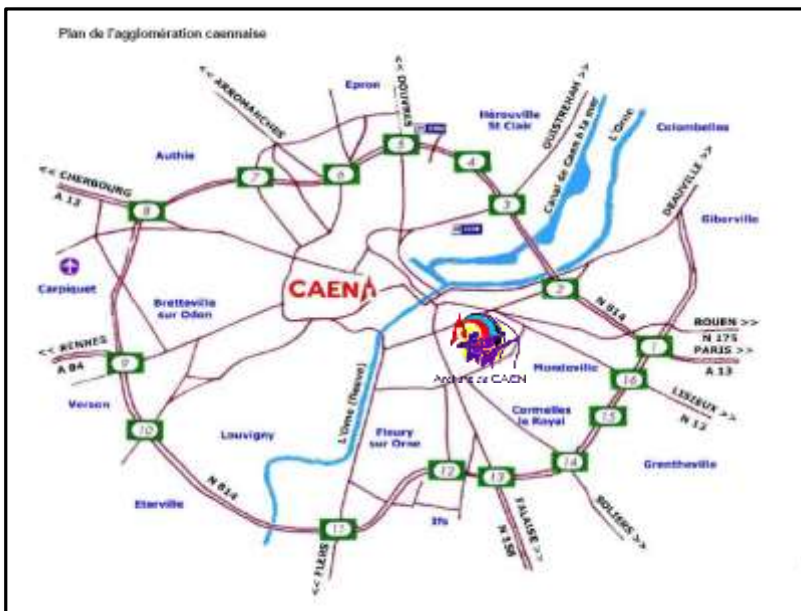 Plan de l'agglomération caennaise
Epron
<< DOUVRES
<< ARROMANCHES
Hérouville
St Clair
OUISTREHAM >>
Canal de Caen à la mer
L'Orne
Colombelles
Authie
5
4
DEAUVILLE >>
<< CHERBOURG
A 13
7
6
8
3
Giberville
Carpiquet
CAEN
2
Bretteville
sur Odon
N 814
ROUEN >>
N 175
<< RENNES
A 84
9
1
PARIS >>
A 13
Archers de CAEN
Mondeville
16
LISIEUX >>
N 13
Verson
Cormelles
le Royal
15
10
Louvigny
L'Orne (fleuve)
Fleury
sur Orne
12
13
14
Grentheville
N 814
Eterville
SOLIERS >>
Ifs
FALAISE >>
N 158
11
<< FLERS